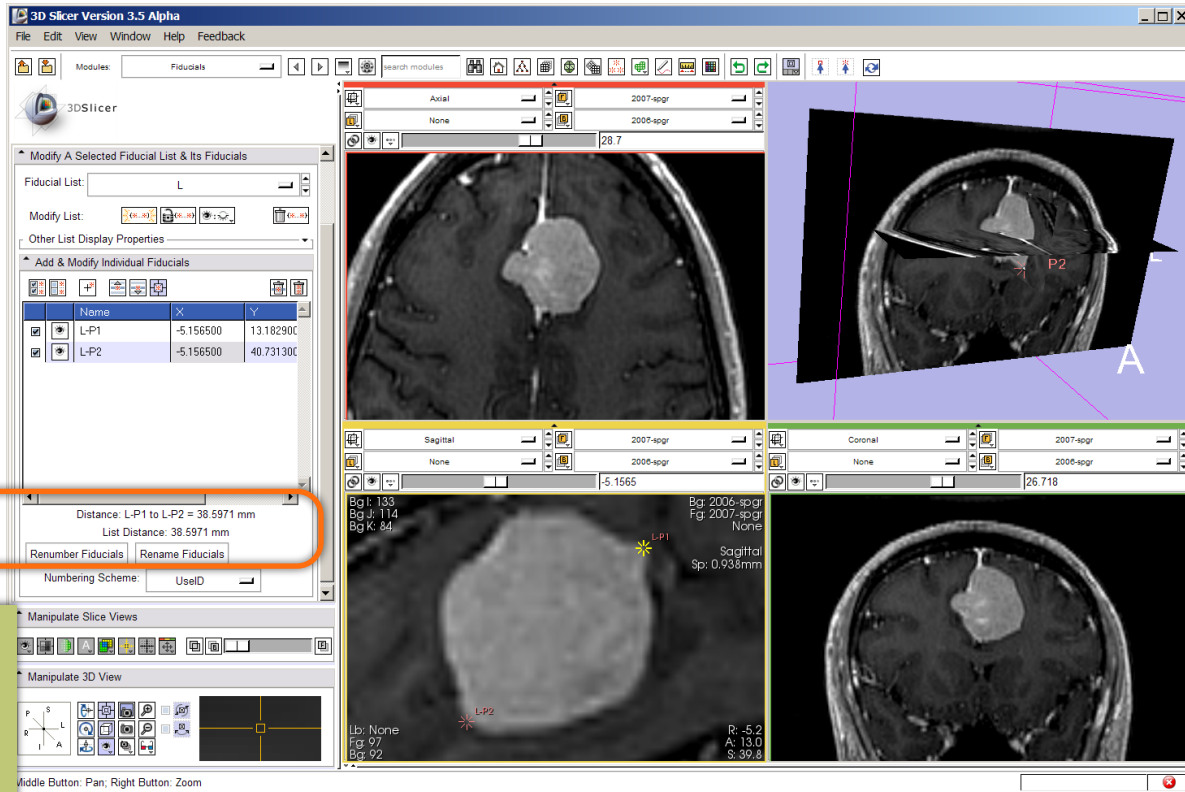 3D Slicer Version 3.5 Alpha
File Edit View Window Help Feedback
Modules: Fiducials search modules
3DSlicer
Modify A Selected Fiducial List & Its Fiducials
Fiducial List: L
Modify List:
Other List Display Properties
Add & Modify Individual Fiducials
Name X Y
L-P1 -5.156500 13.182900
L-P2 -5.156500 40.731300
Distance: L-P1 to L-P2 = 38.5971 mm
List Distance: 38.5971 mm
Renumber Fiducials Rename Fiducials
Numbering Scheme: UseID
Manipulate Slice Views
Manipulate 3D View
P S
L
R
I A
Middle Button: Pan; Right Button: Zoom
Axial 2007-spgr
None 2006-spgr
28.7
P2
L
A
Sagittal 2007-spgr
None 2006-spgr
-5.1565
Bg I: 133
Bg J: 114
Bg K: 84
Bg: 2006-spgr
Fg: 2007-spgr
None
Sagittal
Sp: 0.938mm
L-P1
L-P2
Lb: None
Fg: 97
Bg: 92
R: -5.2
A: 13.0
S: 39.8
Coronal 2007-spgr
None 2006-spgr
26.718